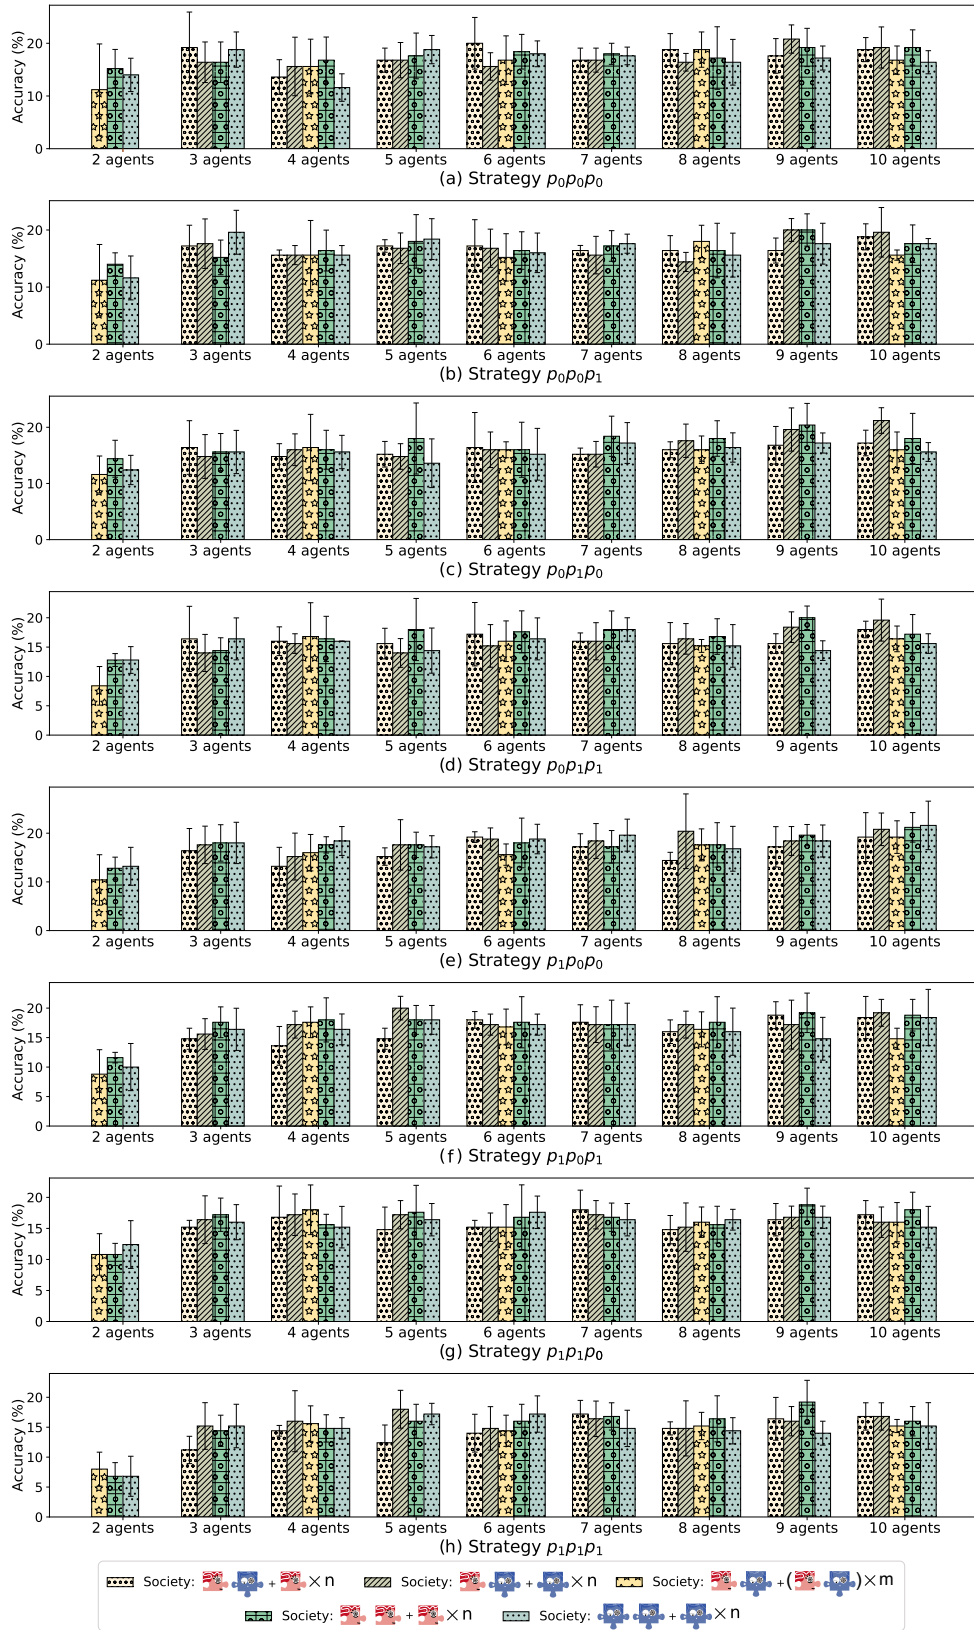 Accuracy (%)
20
10
0
2 agents 3 agents 4 agents 5 agents 6 agents 7 agents 8 agents 9 agents 10 agents
(a) Strategy p₀p₀p₀
Accuracy (%)
20
10
0
2 agents 3 agents 4 agents 5 agents 6 agents 7 agents 8 agents 9 agents 10 agents
(b) Strategy p₀p₀p₁
Accuracy (%)
20
10
0
2 agents 3 agents 4 agents 5 agents 6 agents 7 agents 8 agents 9 agents 10 agents
(c) Strategy p₀p₁p₀
Accuracy (%)
20
15
10
5
0
2 agents 3 agents 4 agents 5 agents 6 agents 7 agents 8 agents 9 agents 10 agents
(d) Strategy p₀p₁p₁
Accuracy (%)
20
10
0
2 agents 3 agents 4 agents 5 agents 6 agents 7 agents 8 agents 9 agents 10 agents
(e) Strategy p₁p₀p₀
Accuracy (%)
20
15
10
5
0
2 agents 3 agents 4 agents 5 agents 6 agents 7 agents 8 agents 9 agents 10 agents
(f) Strategy p₁p₀p₁
Accuracy (%)
20
15
10
5
0
2 agents 3 agents 4 agents 5 agents 6 agents 7 agents 8 agents 9 agents 10 agents
(g) Strategy p₁p₁p₀
Accuracy (%)
20
15
10
5
0
2 agents 3 agents 4 agents 5 agents 6 agents 7 agents 8 agents 9 agents 10 agents
(h) Strategy p₁p₁p₁
Society: + ×n Society: + ×n Society: +( )×m
Society: + ×n Society: + ×n